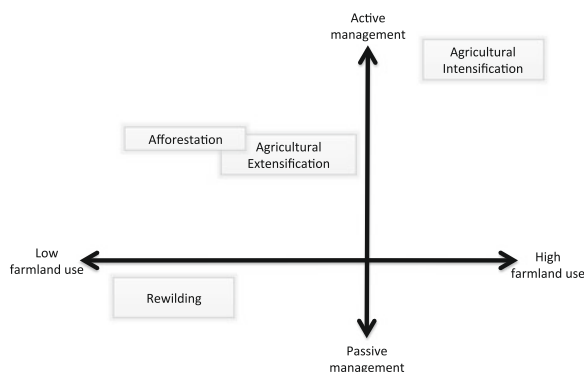 Active
management
Agricultural
Intensification
Afforestation
Agricultural
Extensification
Low
farmland use
High
farmland use
Rewilding
Passive
management